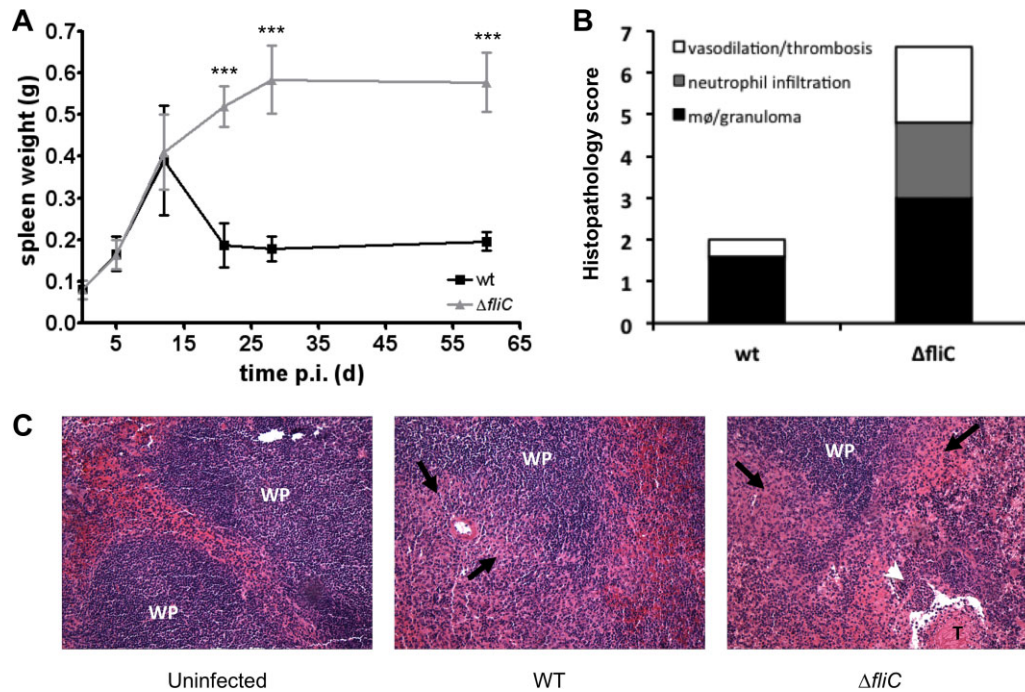 A
spleen weight (g)
0.7
0.6
0.5
0.4
0.3
0.2
0.1
0.0
***
***
***
wt
ΔfliC
5
15
25
35
45
55
65
time p.i. (d)
B
Histopathology score
7
6
5
4
3
2
1
0
vasodilation/thrombosis
neutrophil infiltration
mø/granuloma
wt
ΔfliC
C
WP
WP
Uninfected
WP
WT
WP
T
ΔfliC